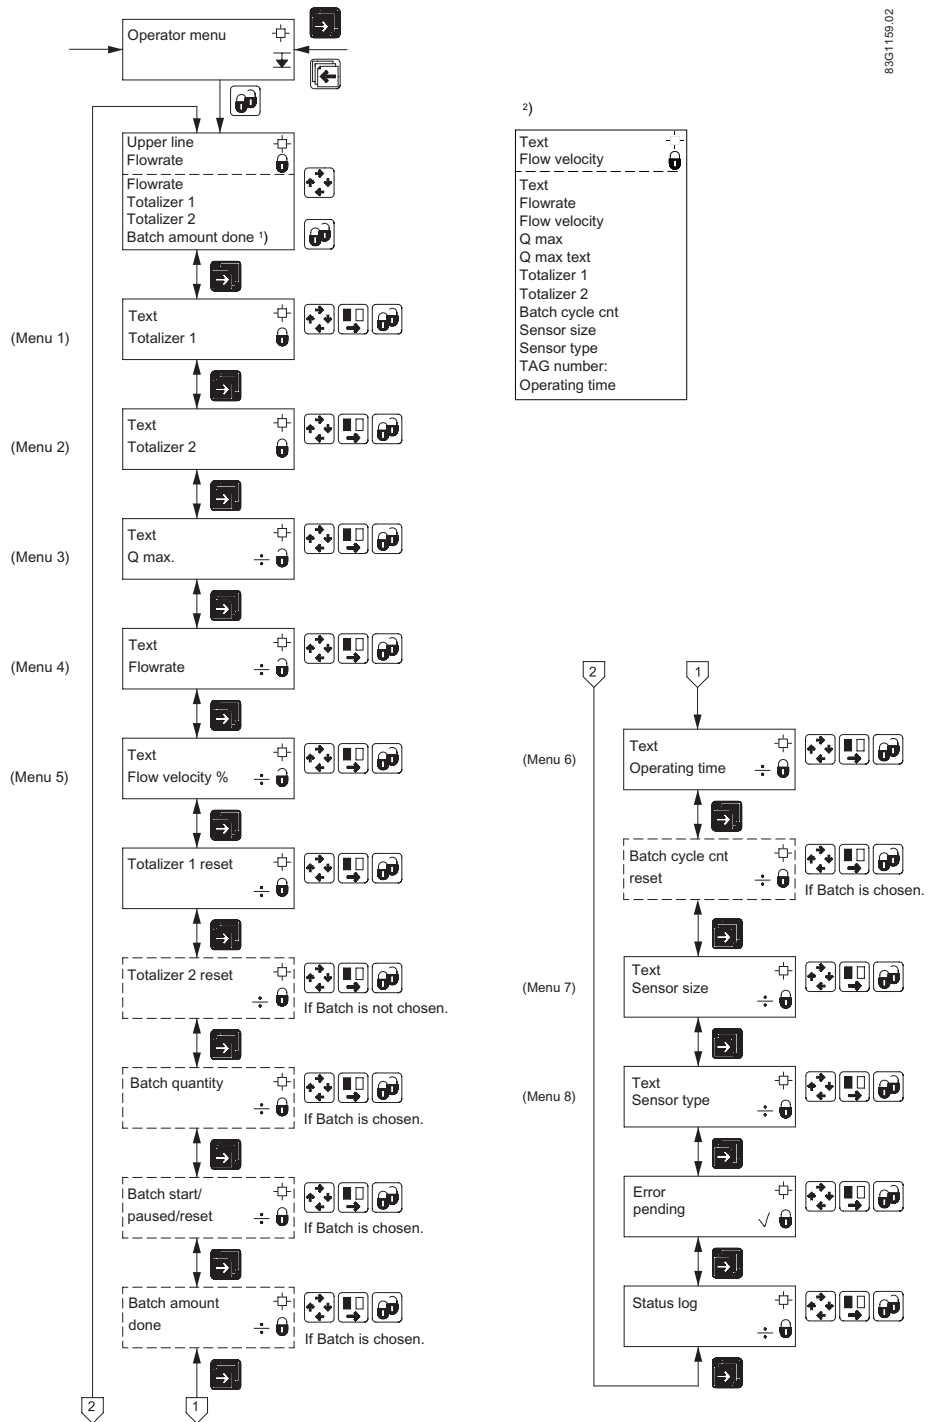 83G1159.02
Operator menu
Upper line
Flowrate
Flowrate
Totalizer 1
Totalizer 2
Batch amount done ¹)
(Menu 1)
Text
Totalizer 1
(Menu 2)
Text
Totalizer 2
(Menu 3)
Text
Q max.
÷
(Menu 4)
Text
Flowrate
÷
(Menu 5)
Text
Flow velocity %
÷
Totalizer 1 reset
÷
Totalizer 2 reset
÷
If Batch is not chosen.
Batch quantity
÷
If Batch is chosen.
Batch start/
paused/reset
÷
If Batch is chosen.
Batch amount
done
÷
If Batch is chosen.
2
1
²)
Text
Flow velocity
Text
Flowrate
Flow velocity
Q max
Q max text
Totalizer 1
Totalizer 2
Batch cycle cnt
Sensor size
Sensor type
TAG number:
Operating time
2
1
(Menu 6)
Text
Operating time
÷
Batch cycle cnt
reset
÷
If Batch is chosen.
(Menu 7)
Text
Sensor size
÷
(Menu 8)
Text
Sensor type
÷
Error
pending
√
Status log
÷